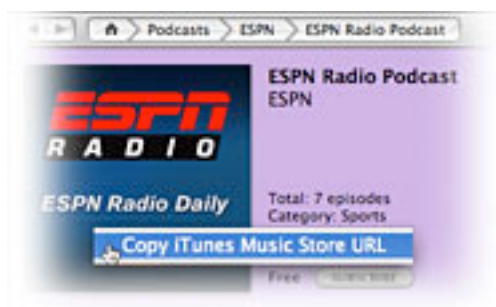 Podcasts ESPN ESPN Radio Podcast
ESPN Radio Podcast
ESPN
ESPN
RADIO
ESPN Radio Daily
Total: 7 episodes
Category: Sports
Copy iTunes Music Store URL
Free SUBSCRIBE